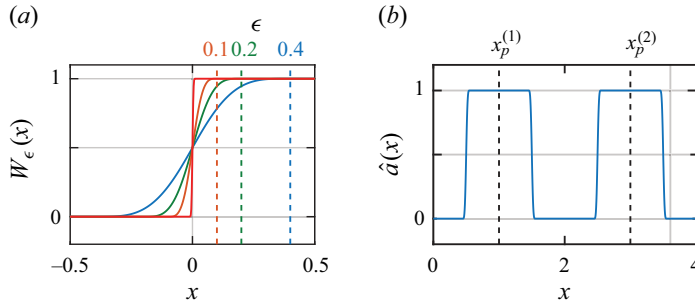 (a)
ϵ
0.1 0.2 0.4
1
0
W_ϵ(x)
−0.5 0 0.5
x
(b)
x_p^(1) x_p^(2)
1
0
â(x)
0 2 4
x